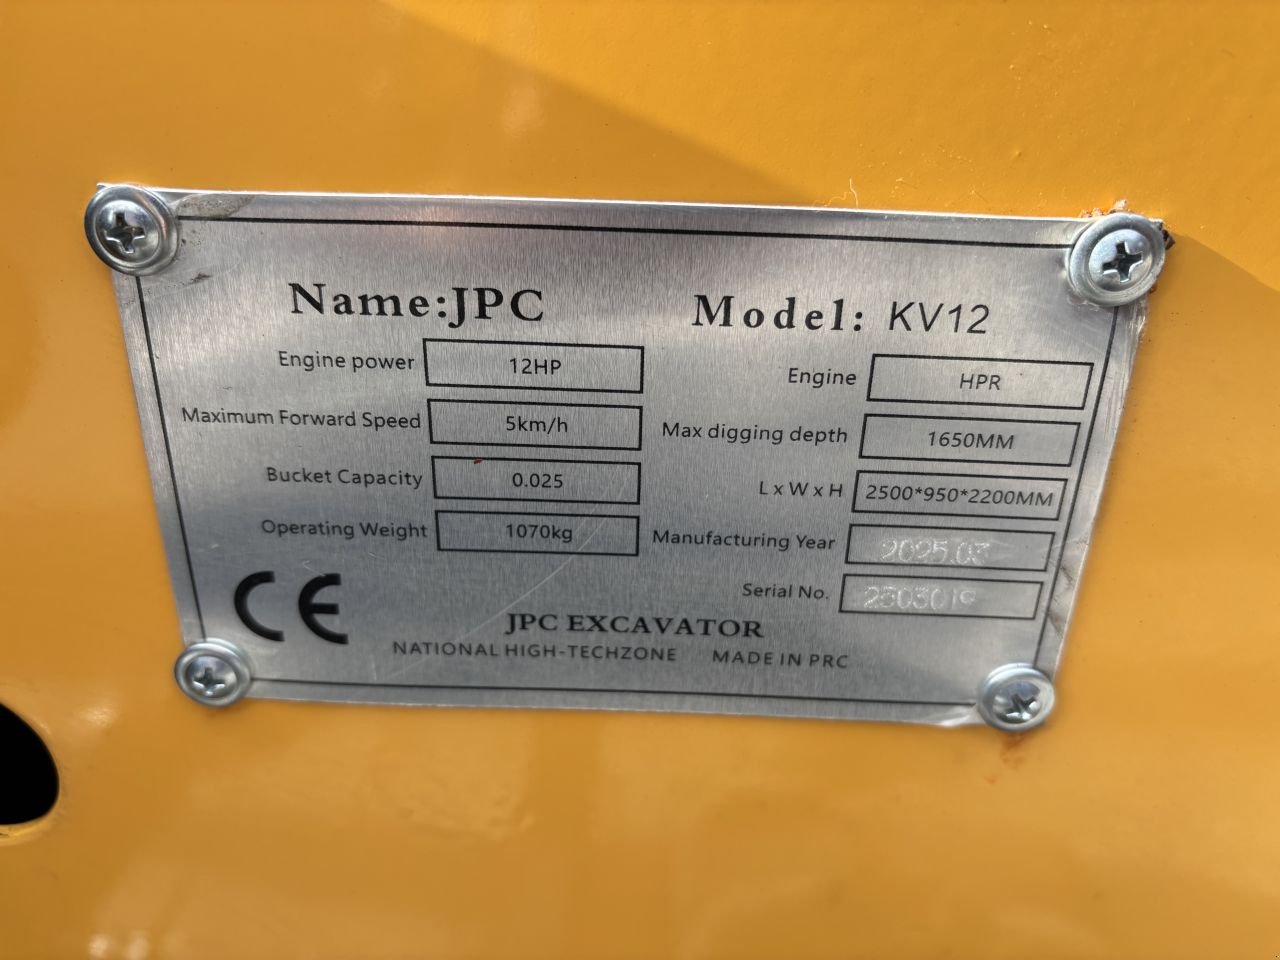 Name:JPC Model: KV12
Engine power 12HP Engine HPR
Maximum Forward Speed 5km/h Max digging depth 1650MM
Bucket Capacity 0.025 L x W x H 2500*950*2200MM
Operating Weight 1070kg Manufacturing Year 2025.03
Serial No.
CE
JPC EXCAVATOR
NATIONAL HIGH-TECHZONE MADE IN PRC